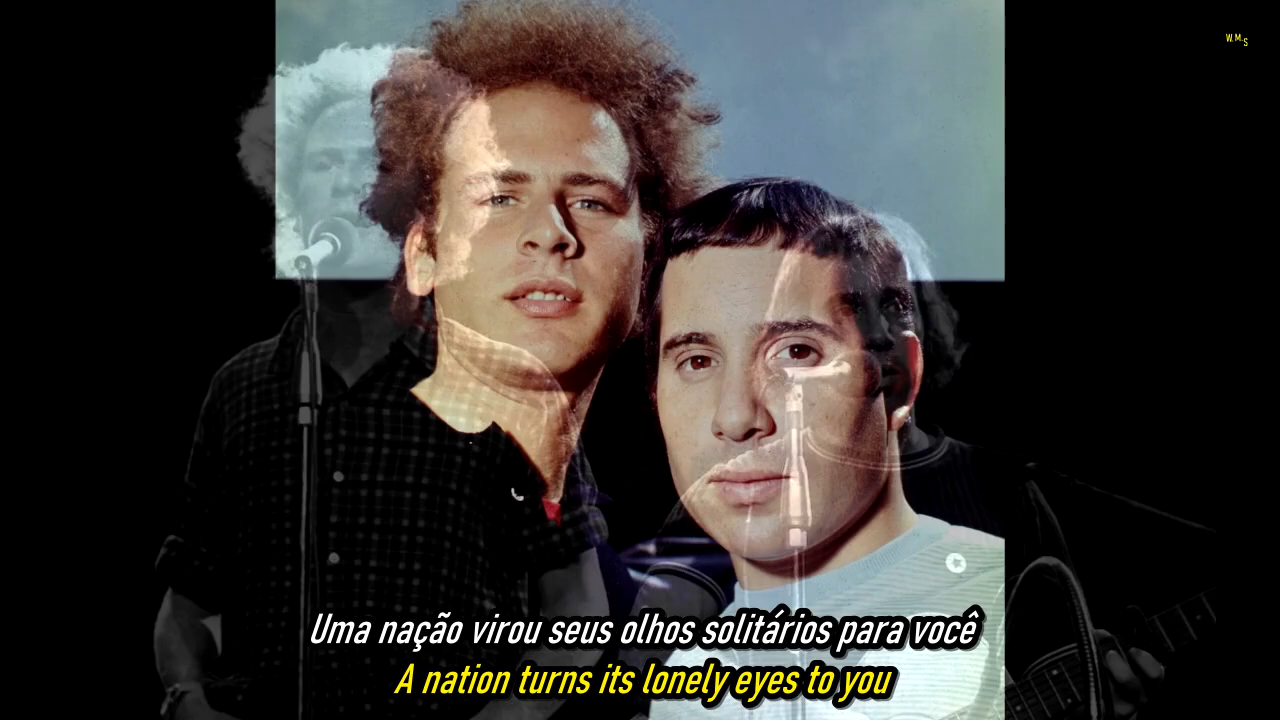 W.M.S
Uma nação virou seus olhos solitários para você
A nation turns its lonely eyes to you